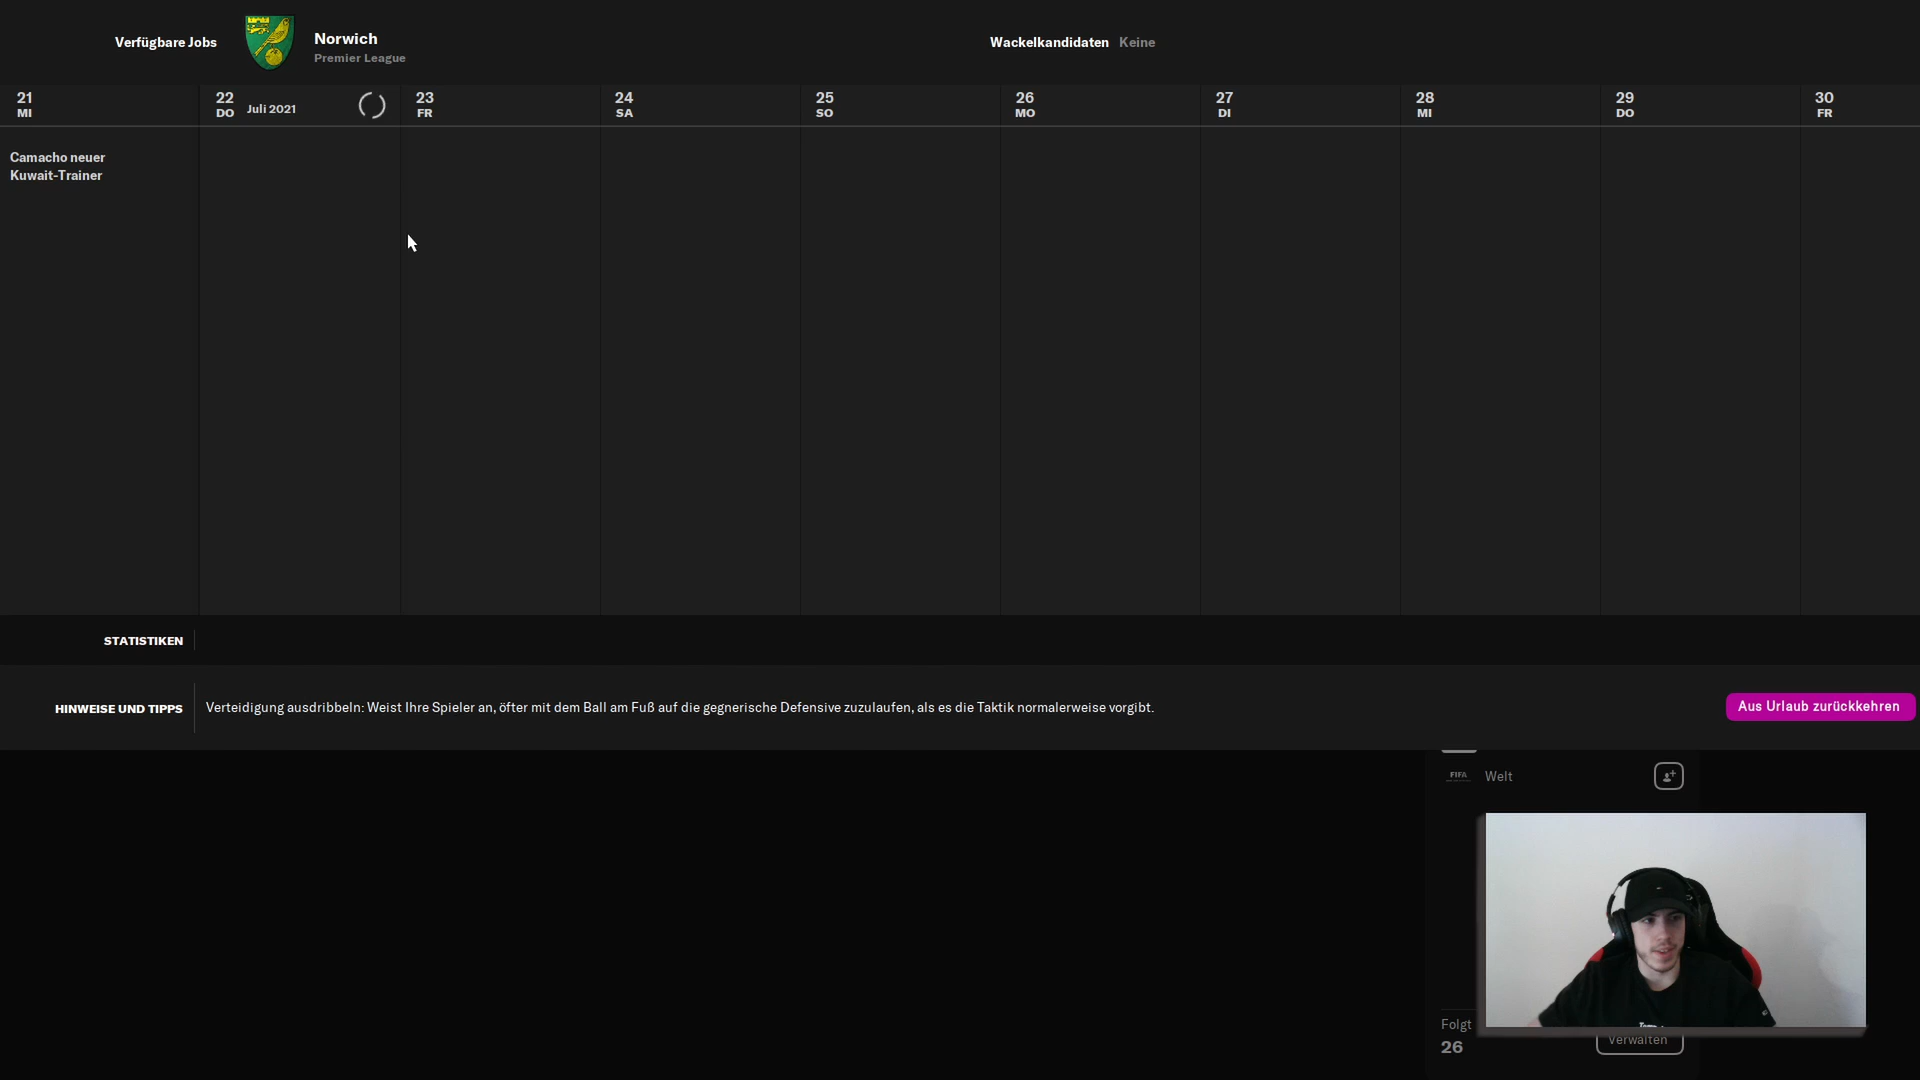 Verfügbare Jobs
Norwich
Premier League
Wackelkandidaten Keine
21
MI
22
DO Juli 2021
23
FR
24
SA
25
SO
26
MO
27
DI
28
MI
29
DO
30
FR
Camacho neuer
Kuwait-Trainer
STATISTIKEN
HINWEISE UND TIPPS
Verteidigung ausdribbeln: Weist Ihre Spieler an, öfter mit dem Ball am Fuß auf die gegnerische Defensive zuzulaufen, als es die Taktik normalerweise vorgibt.
Aus Urlaub zurückkehren
FIFA
Welt
Folgt
26
Verwalten